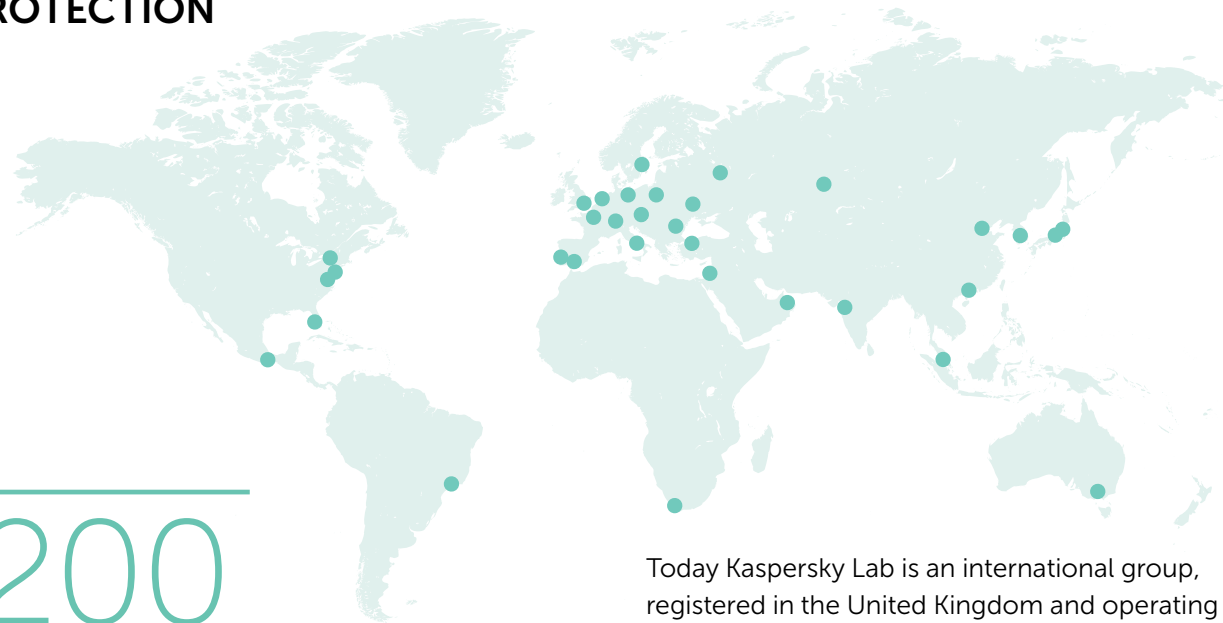 ROTECTION
200
Today Kaspersky Lab is an international group,
registered in the United Kingdom and operating